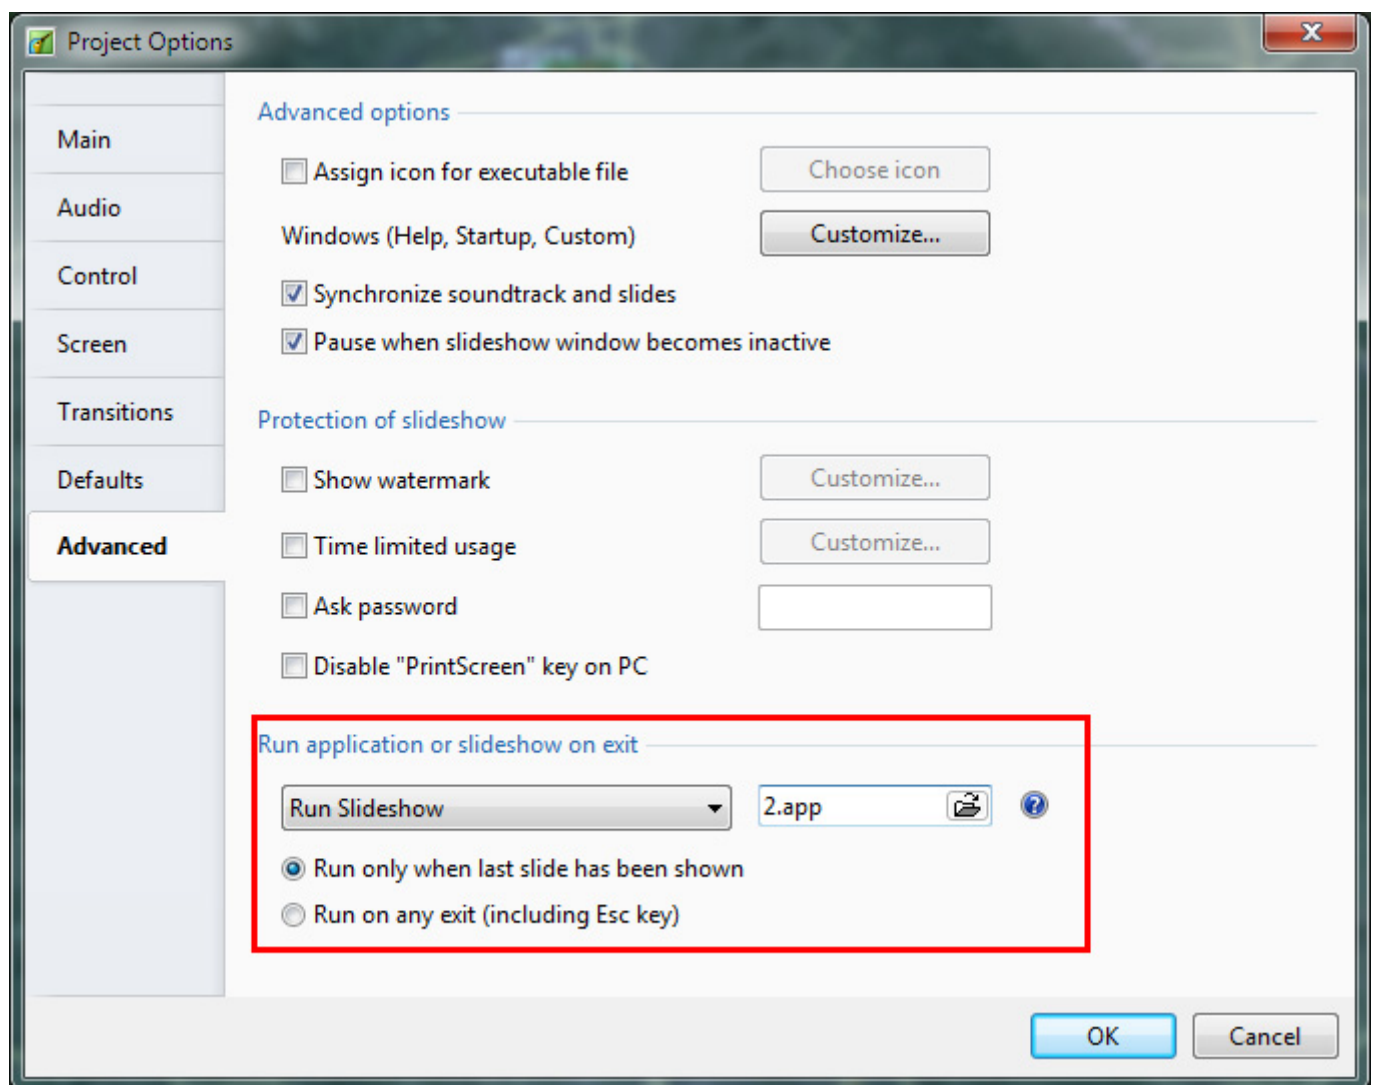 Project Options
Main
Audio
Control
Screen
Transitions
Defaults
Advanced
Advanced options
Assign icon for executable file Choose icon
Windows (Help, Startup, Custom) Customize...
Synchronize soundtrack and slides
Pause when slideshow window becomes inactive
Protection of slideshow
Show watermark Customize...
Time limited usage Customize...
Ask password
Disable "PrintScreen" key on PC
Run application or slideshow on exit
Run Slideshow 2.app ?
Run only when last slide has been shown
Run on any exit (including Esc key)
OK Cancel